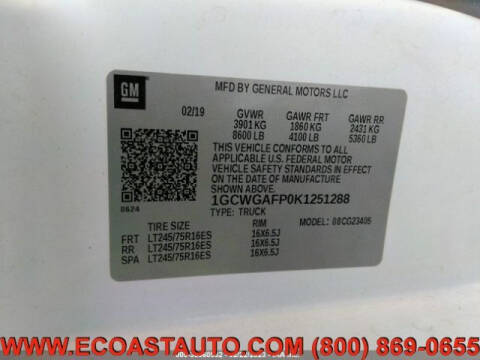 GM
MFD BY GENERAL MOTORS LLC
02/19 GVWR GAWR FRT GAWR RR
3901 KG 1860 KG 2431 KG
8600 LB 4100 LB 5360 LB
THIS VEHICLE CONFORMS TO ALL
APPLICABLE U.S. FEDERAL MOTOR
VEHICLE SAFETY STANDARDS IN EFFECT
ON THE DATE OF MANUFACTURE
SHOWN ABOVE.
1GCWGAFP0K1251288
8624 TYPE: TRUCK MODEL: 08CG23405
TIRE SIZE RIM
FRT LT245/75R16ES 16X6.5J
RR LT245/75R16ES 16X6.5J
SPA LT245/75R16ES 16X6.5J
WWW.ECOASTAUTO.COM (800) 869-0655